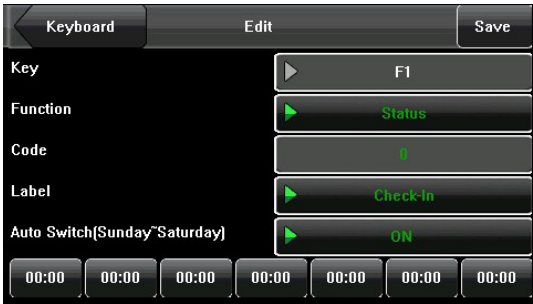 Keyboard Edit Save
Key F1
Function Status
Code 0
Label Check-In
Auto Switch(Sunday~Saturday) ON
00:00 00:00 00:00 00:00 00:00 00:00 00:00